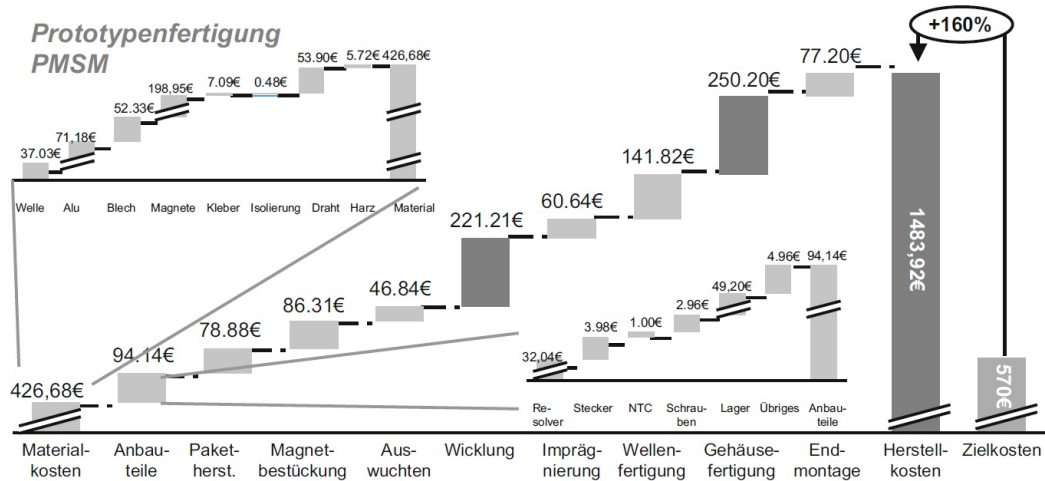 Prototypenfertigung
PMSM
37.03€
71,18€
52.33€
198,95€
7.09€
0.48€
53.90€
5.72€
426,68€
Welle
Alu
Blech
Magnete
Kleber
Isolierung
Draht
Harz
Material
+160%
426,68€
94.14€
78.88€
86.31€
46.84€
221.21€
60.64€
141.82€
250.20€
77.20€
1483,92€
570€
32,04€
3.98€
1.00€
2.96€
49,20€
4.96€
94,14€
Re-
solver
Stecker
NTC
Schrau-
ben
Lager
Übriges
Anbau-
teile
Material-
kosten
Anbau-
teile
Paket-
herst.
Magnet-
bestückung
Aus-
wuchten
Wicklung
Impräg-
nierung
Wellen-
fertigung
Gehäuse-
fertigung
End-
montage
Herstell-
kosten
Zielkosten